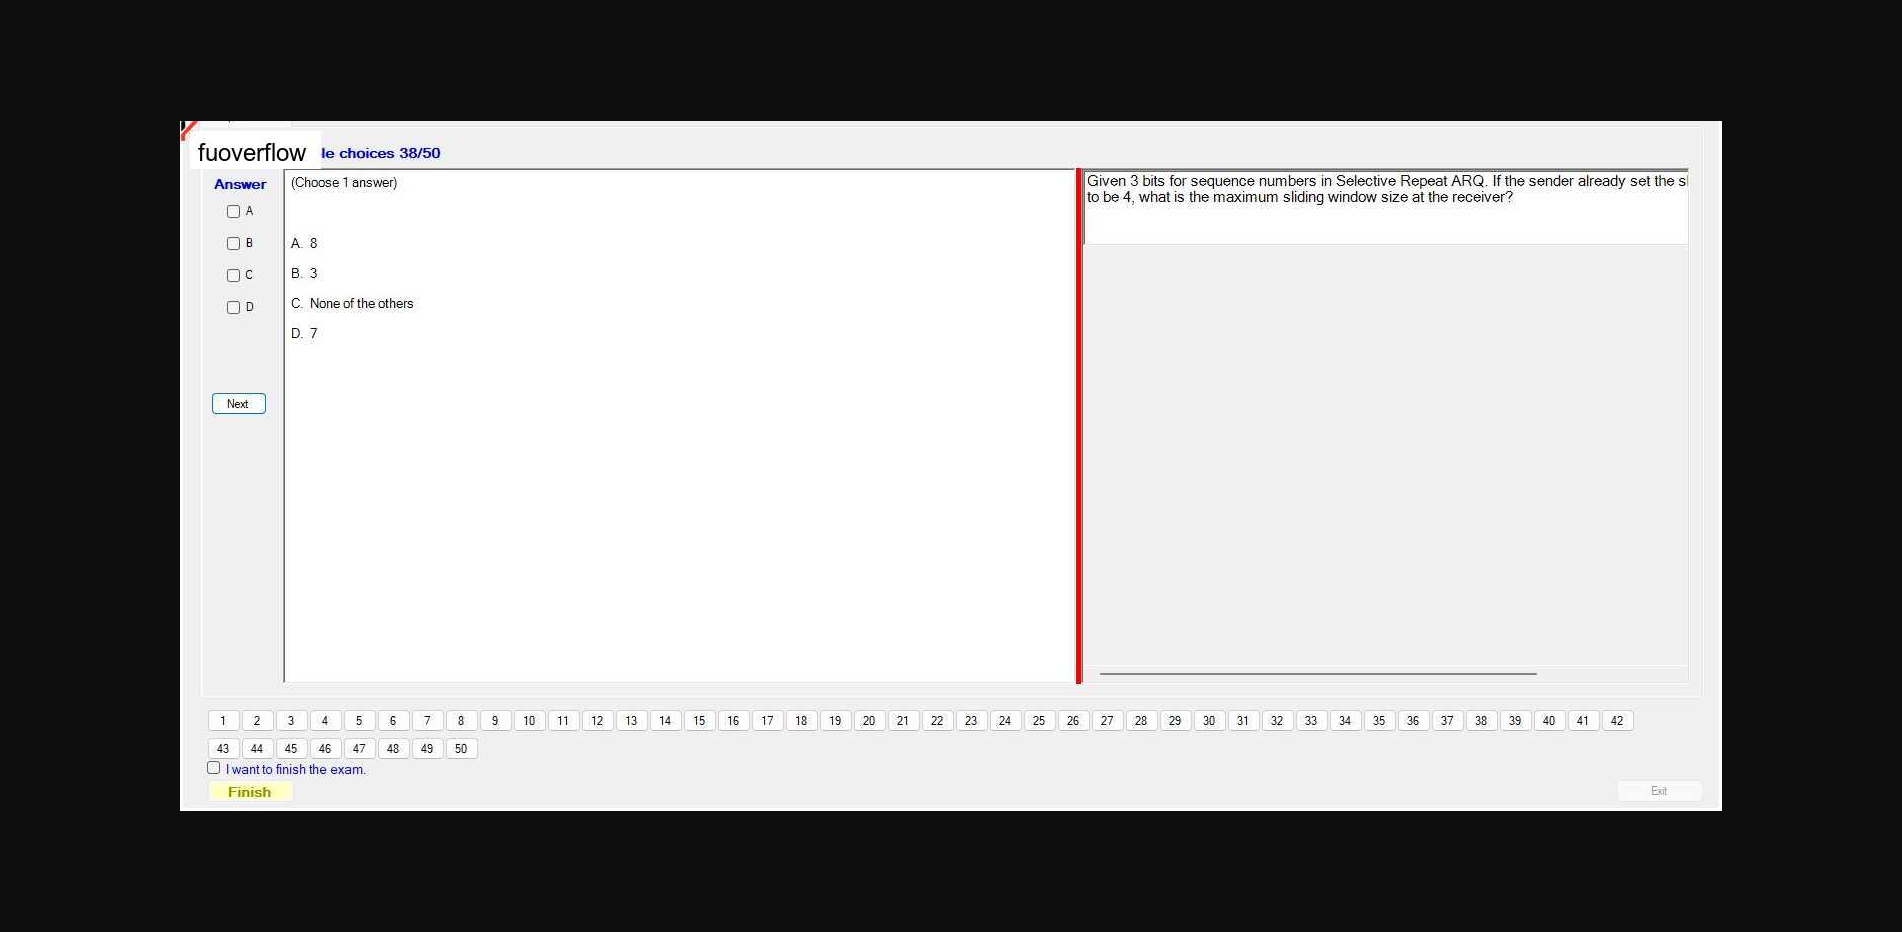 fuoverflow le choices 38/50
Answer
A
B
C
D
Next
(Choose 1 answer)
A. 8
B. 3
C. None of the others
D. 7
Given 3 bits for sequence numbers in Selective Repeat ARQ. If the sender already set the
to be 4, what is the maximum sliding window size at the receiver?
1 2 3 4 5 6 7 8 9 10 11 12 13 14 15 16 17 18 19 20 21 22 23 24 25 26 27 28 29 30 31 32 33 34 35 36 37 38 39 40 41 42
43 44 45 46 47 48 49 50
I want to finish the exam.
Finish
Exit